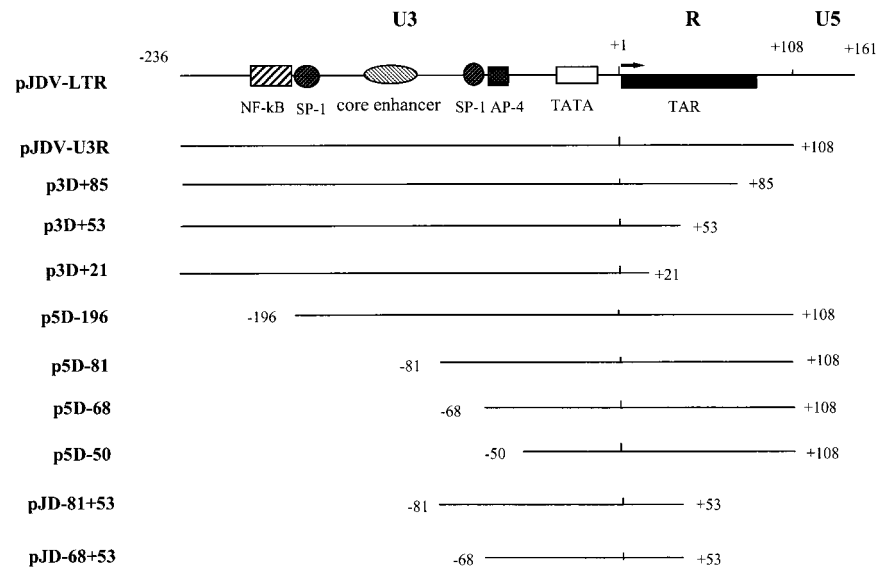 U3 R U5
-236 +1 +108 +161
pJDV-LTR
NF-kB SP-1 core enhancer SP-1 AP-4 TATA TAR
pJDV-U3R +108
p3D+85 +85
p3D+53 +53
p3D+21 +21
p5D-196 -196 +108
p5D-81 -81 +108
p5D-68 -68 +108
p5D-50 -50 +108
pJD-81+53 -81 +53
pJD-68+53 -68 +53